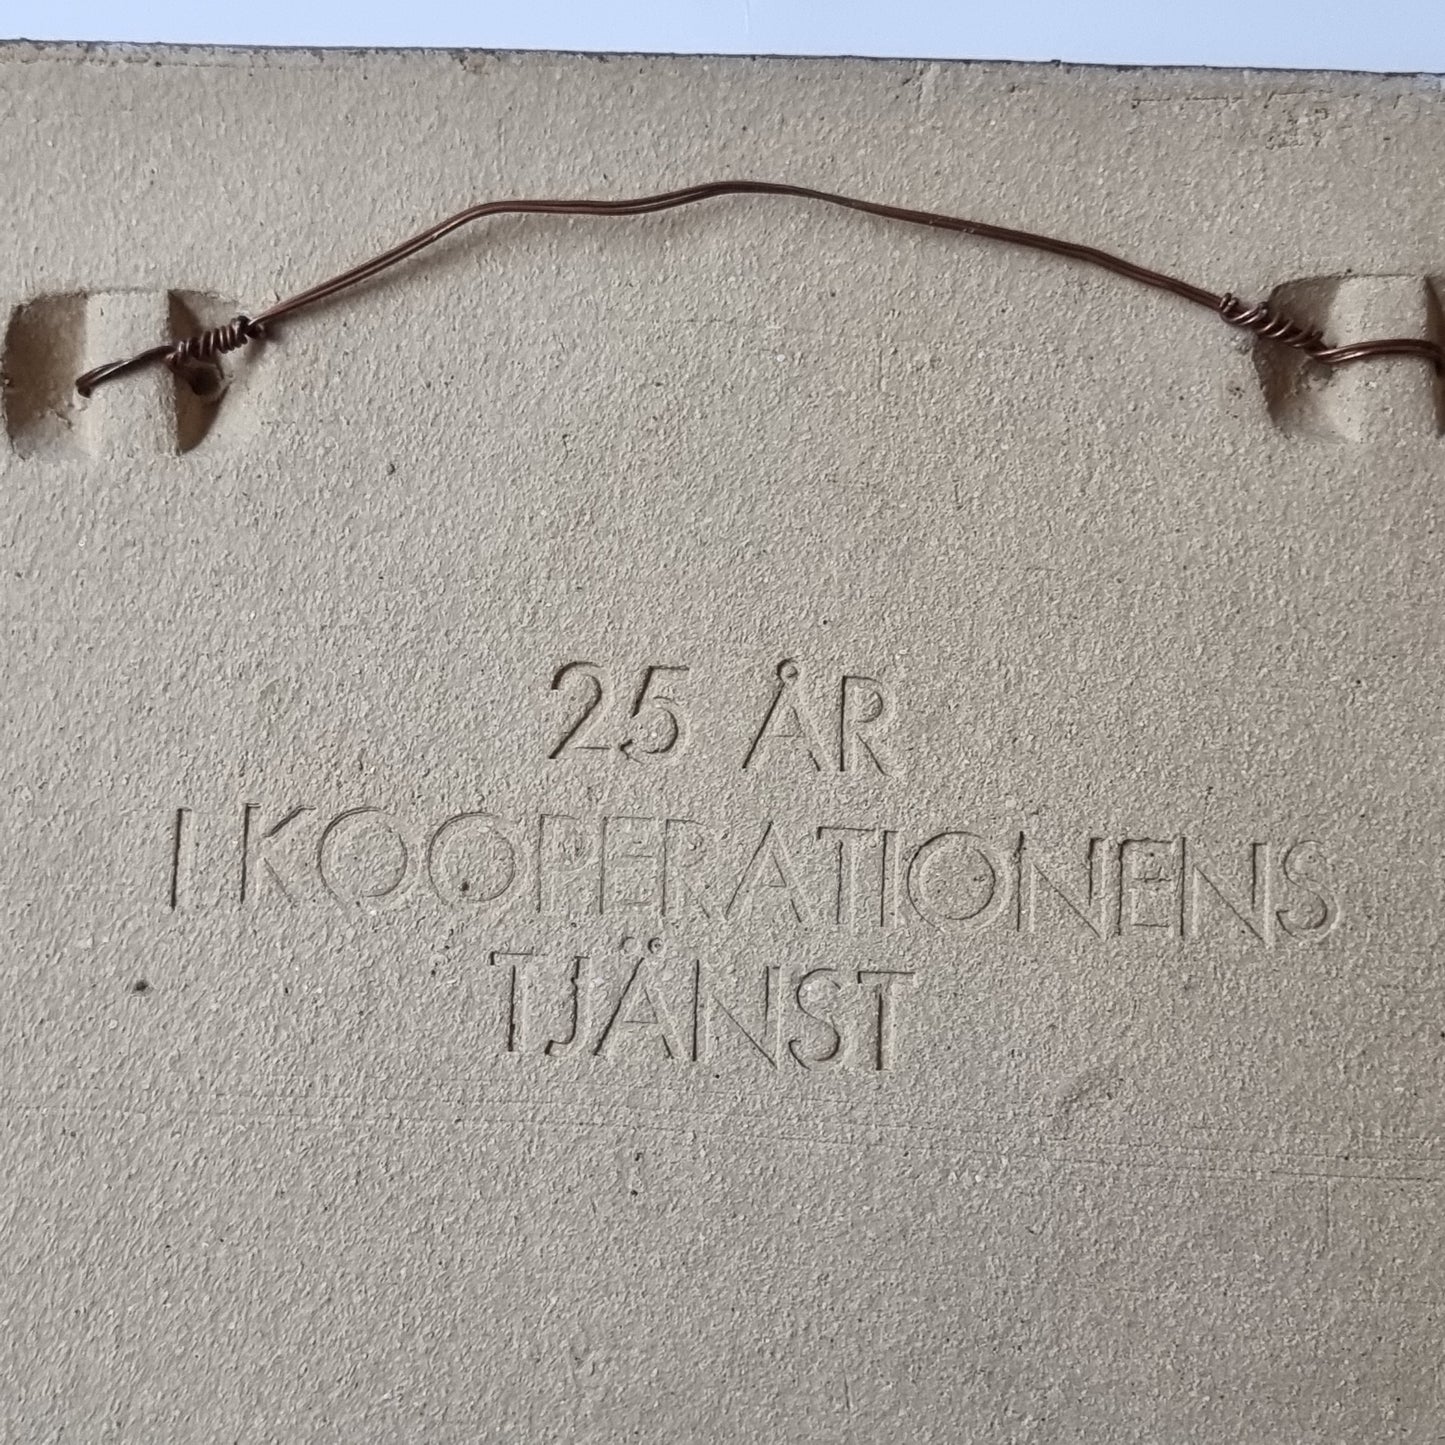 25 ÅR
I KOOPERATIONENS
TJÄNST